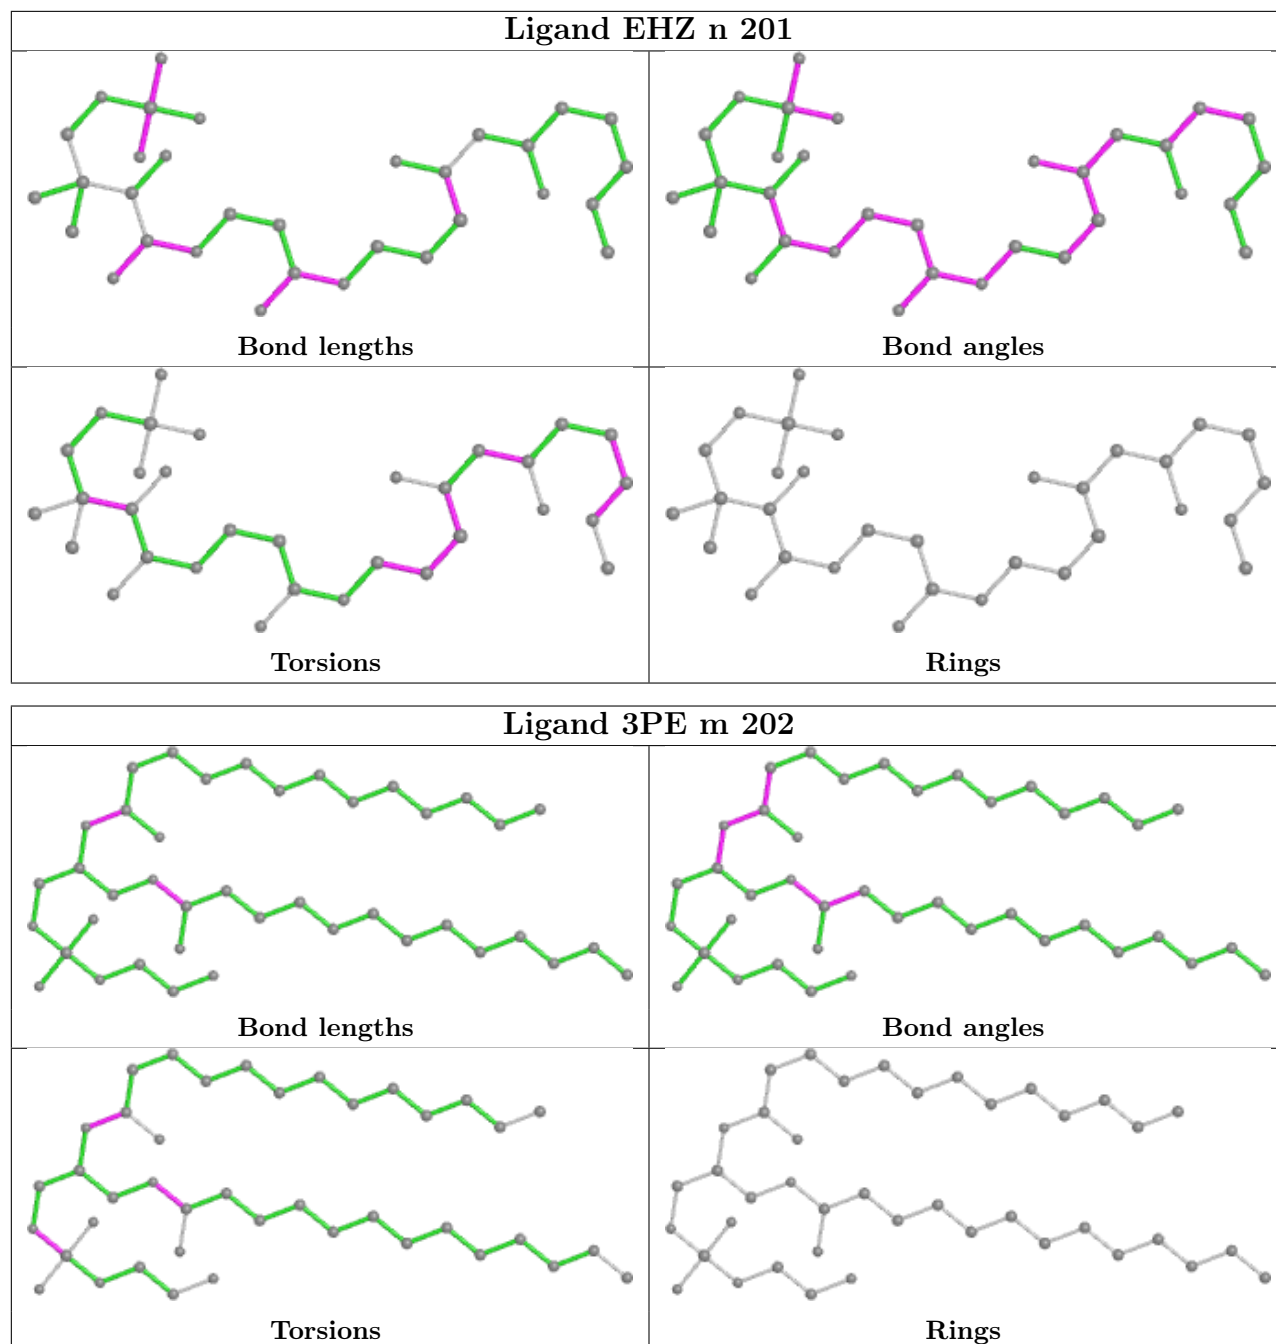 Ligand EHZ n 201
Bond lengths
Bond angles
Torsions
Rings
Ligand 3PE m 202
Bond lengths
Bond angles
Torsions
Rings